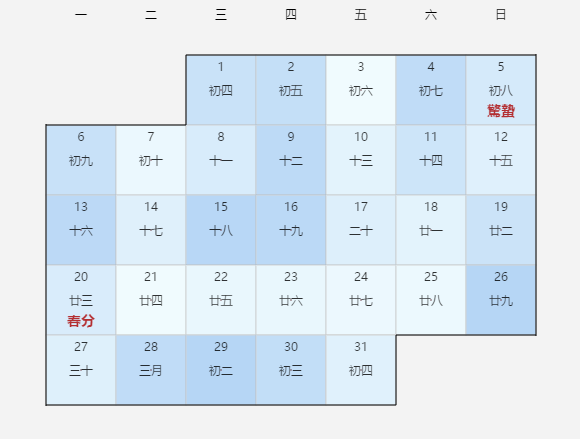 一 二 三 四 五 六 日
1 2 3 4 5
初四 初五 初六 初七 初八
驚蟄
6 7 8 9 10 11 12
初九 初十 十一 十二 十三 十四 十五
13 14 15 16 17 18 19
十六 十七 十八 十九 二十 廿一 廿二
20 21 22 23 24 25 26
廿三 廿四 廿五 廿六 廿七 廿八 廿九
春分
27 28 29 30 31
三十 三月 初二 初三 初四